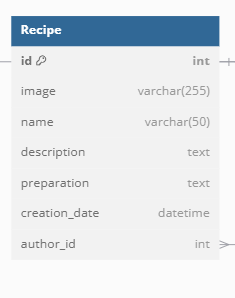 Recipe
id int
image varchar(255)
name varchar(50)
description text
preparation text
creation_date datetime
author_id int